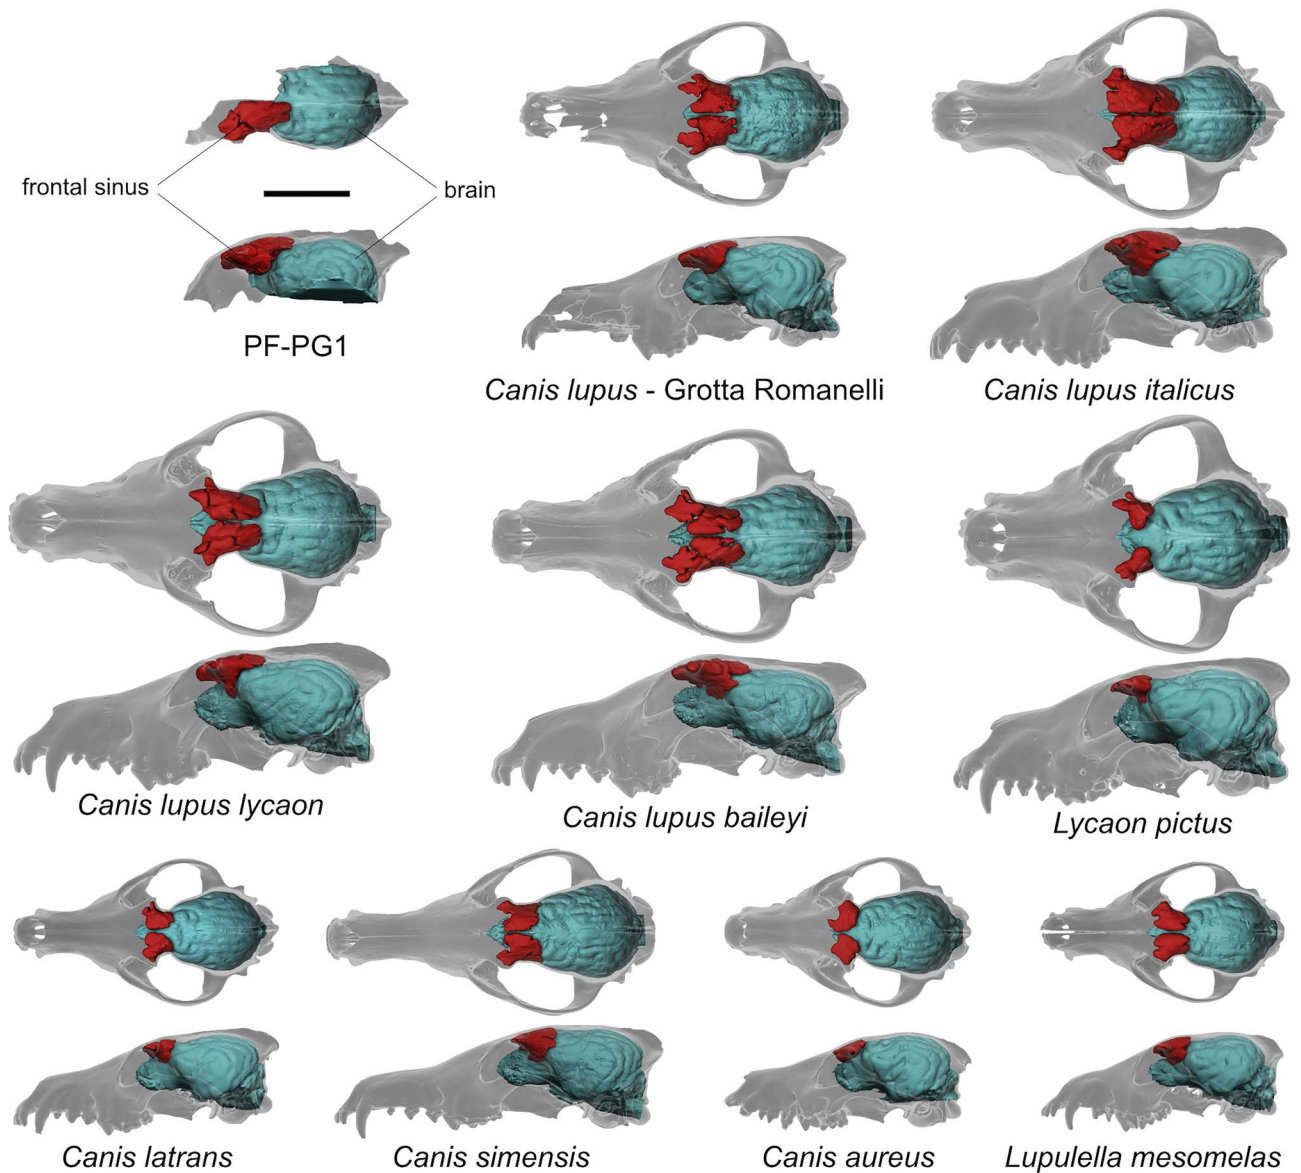 frontal sinus
brain
PF-PG1
Canis lupus - Grotta Romanelli
Canis lupus italicus
Canis lupus lycaon
Canis lupus baileyi
Lycaon pictus
Canis latrans
Canis simensis
Canis aureus
Lupulella mesomelas